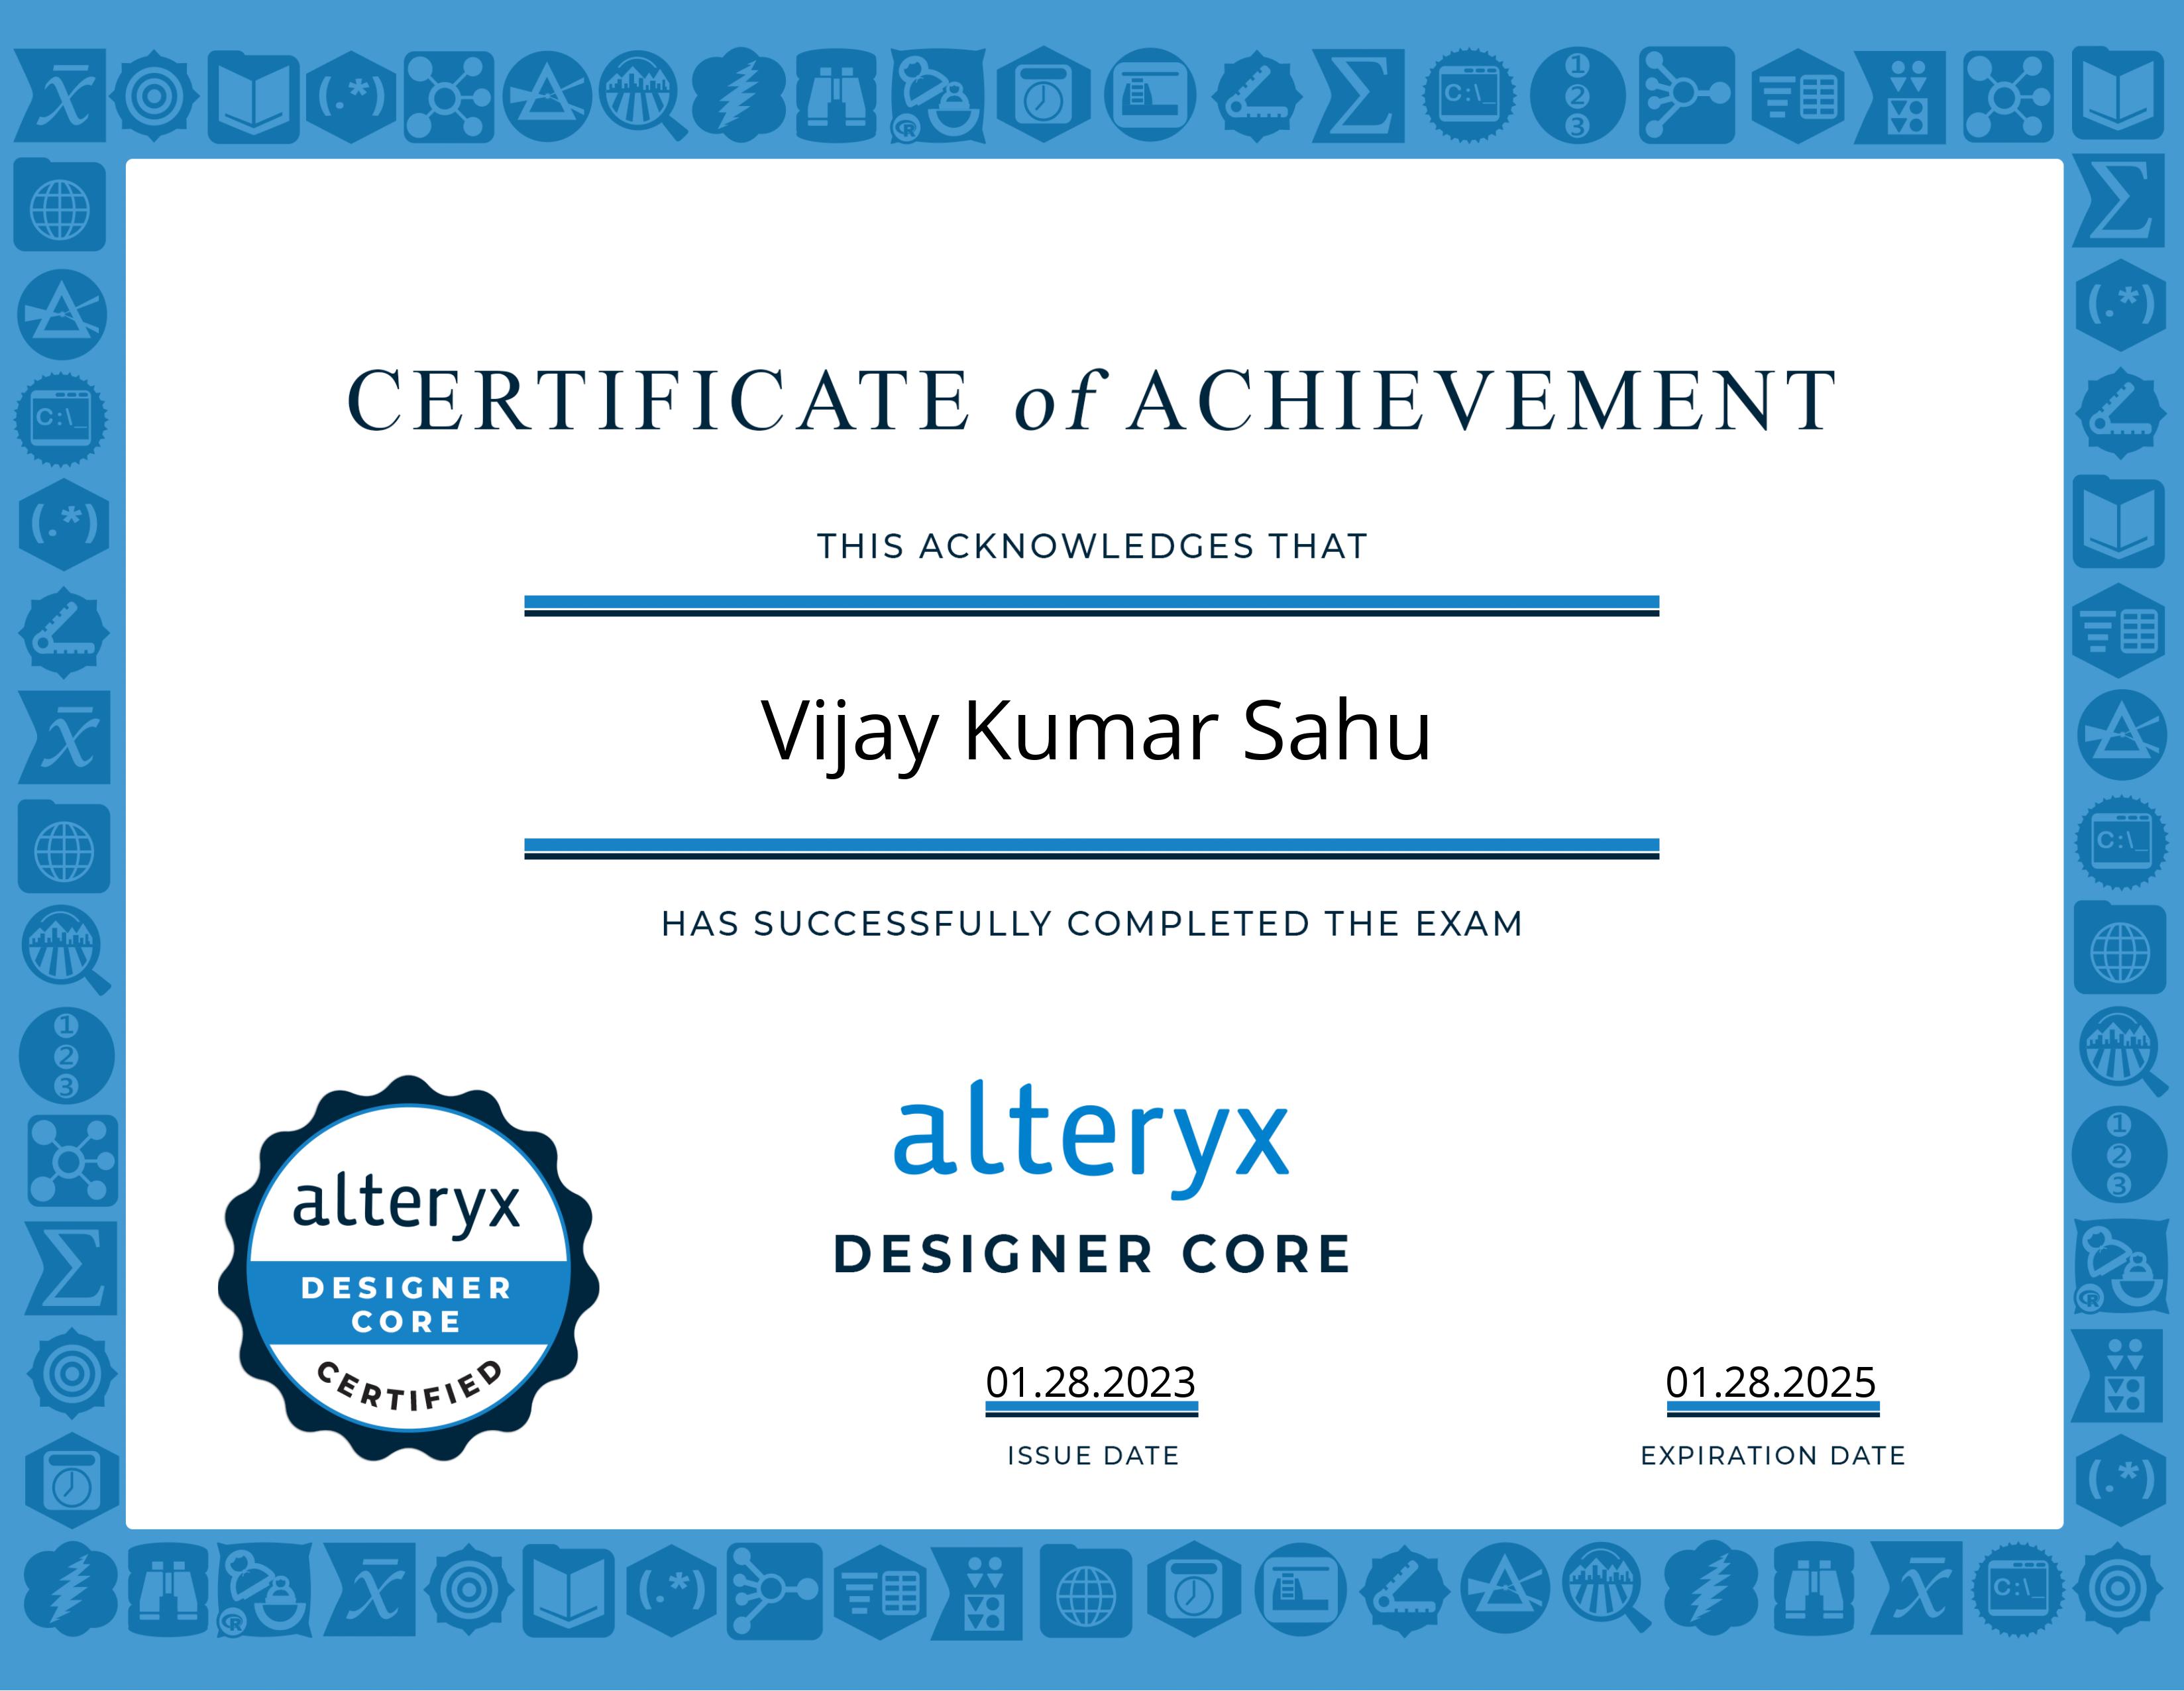 CERTIFICATE of ACHIEVEMENT
THIS ACKNOWLEDGES THAT
Vijay Kumar Sahu
HAS SUCCESSFULLY COMPLETED THE EXAM
alteryx
DESIGNER CORE
alteryx
DESIGNER
CORE
CERTIFIED
01.28.2023
ISSUE DATE
01.28.2025
EXPIRATION DATE